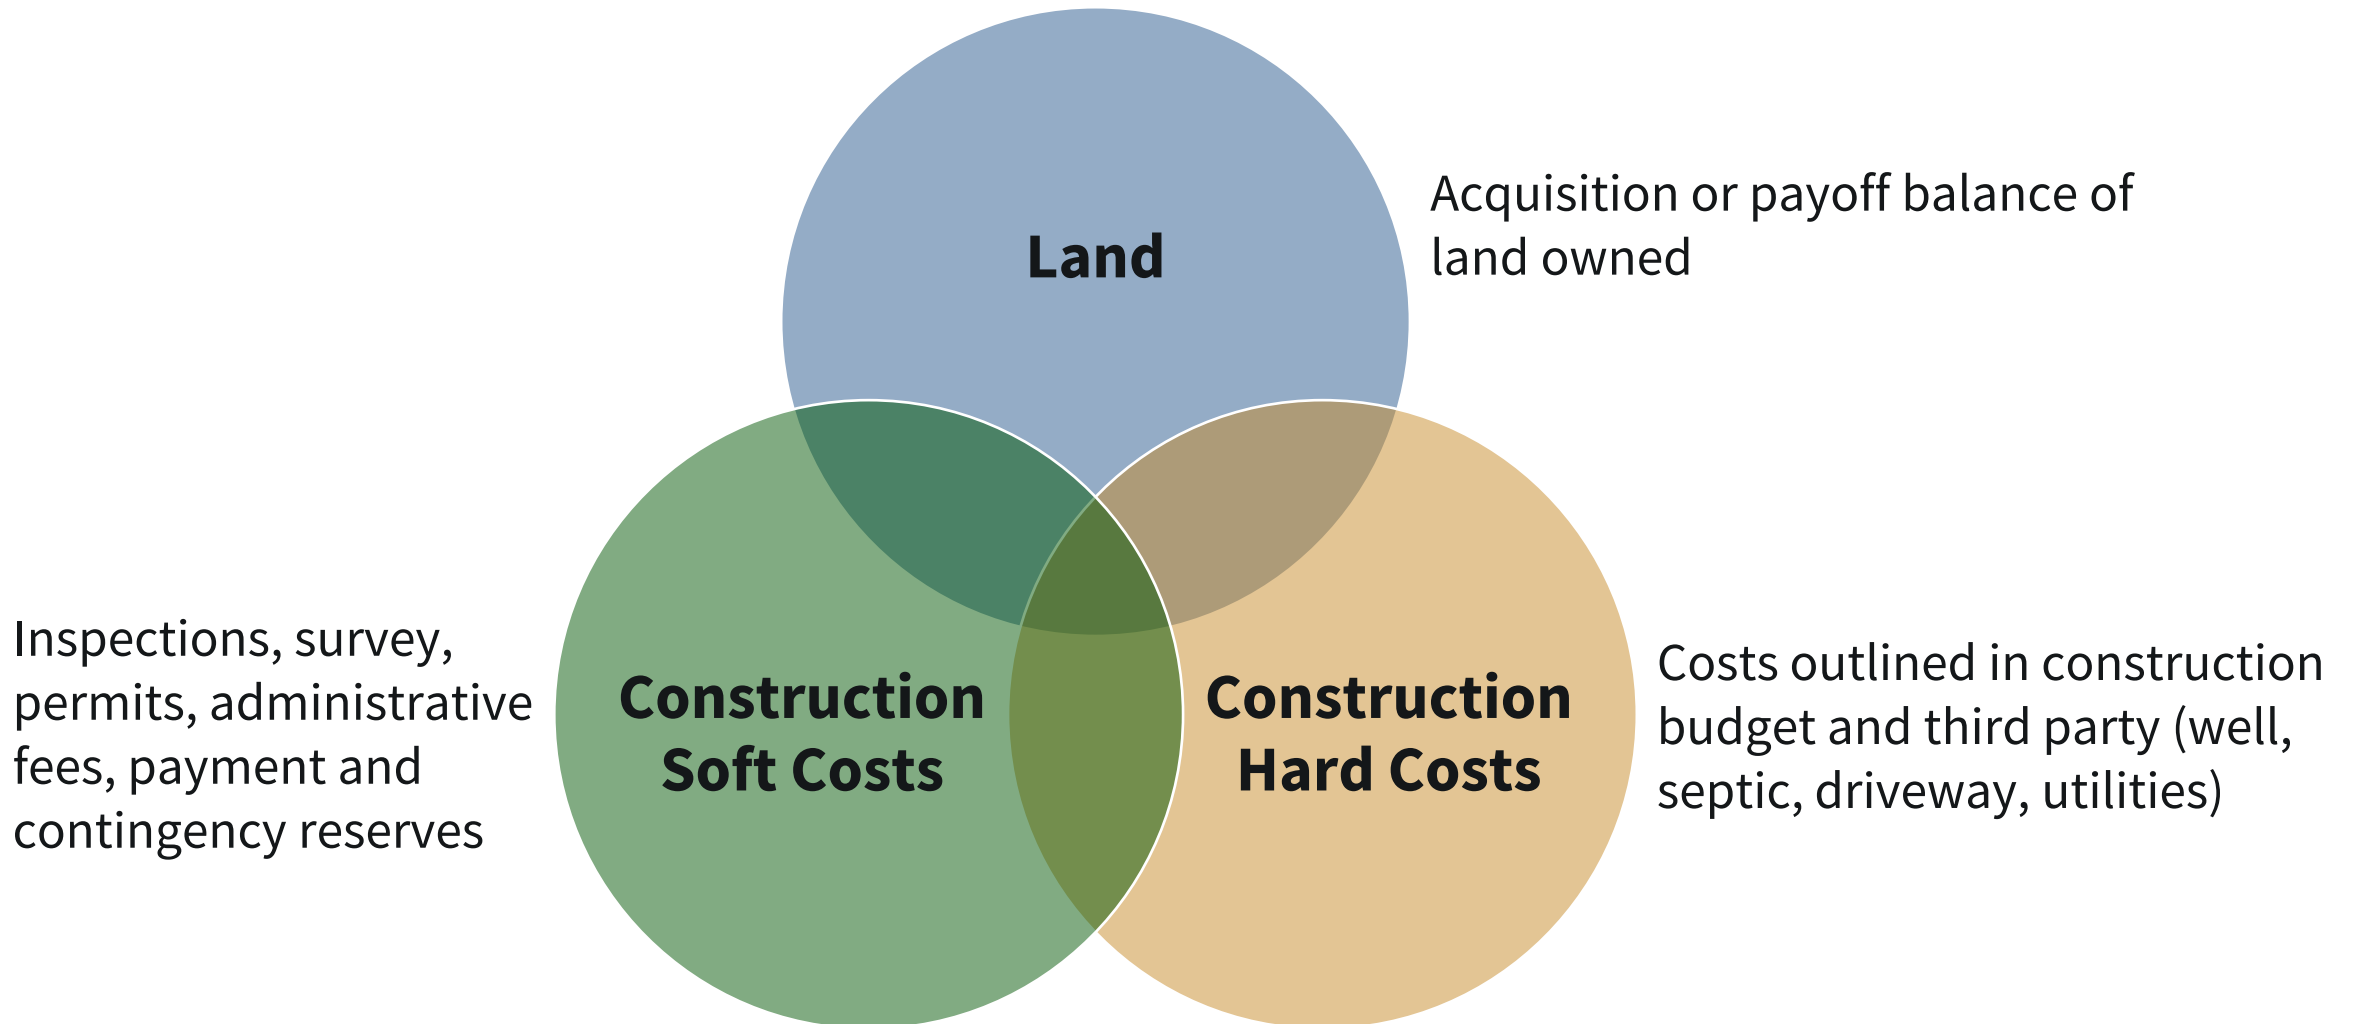 Land
Acquisition or payoff balance of
land owned
Inspections, survey,
permits, administrative
fees, payment and
contingency reserves
Construction
Soft Costs
Construction
Hard Costs
Costs outlined in construction
budget and third party (well,
septic, driveway, utilities)